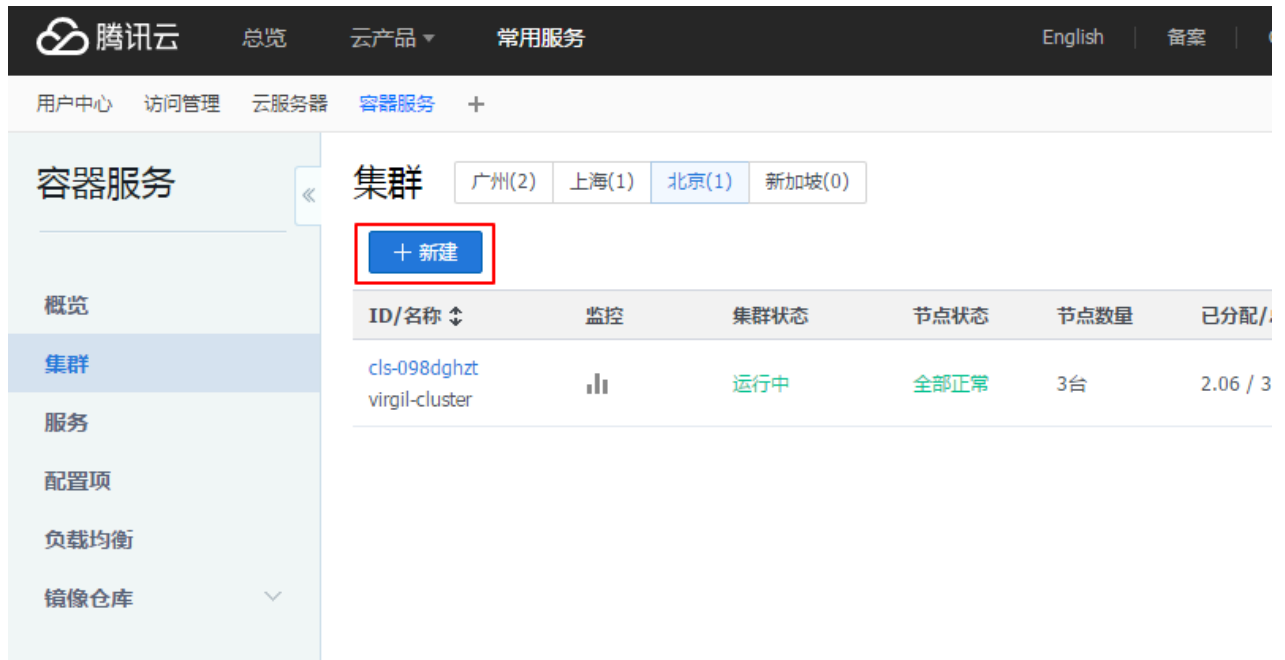 腾讯云 总览 云产品 常用服务 English 备案
用户中心 访问管理 云服务器 容器服务 +
容器服务
概览
集群
服务
配置项
负载均衡
镜像仓库
集群 广州(2) 上海(1) 北京(1) 新加坡(0)
+ 新建
ID/名称 监控 集群状态 节点状态 节点数量 已分配/
cls-098dghzt
virgil-cluster
运行中 全部正常 3台 2.06 / 3